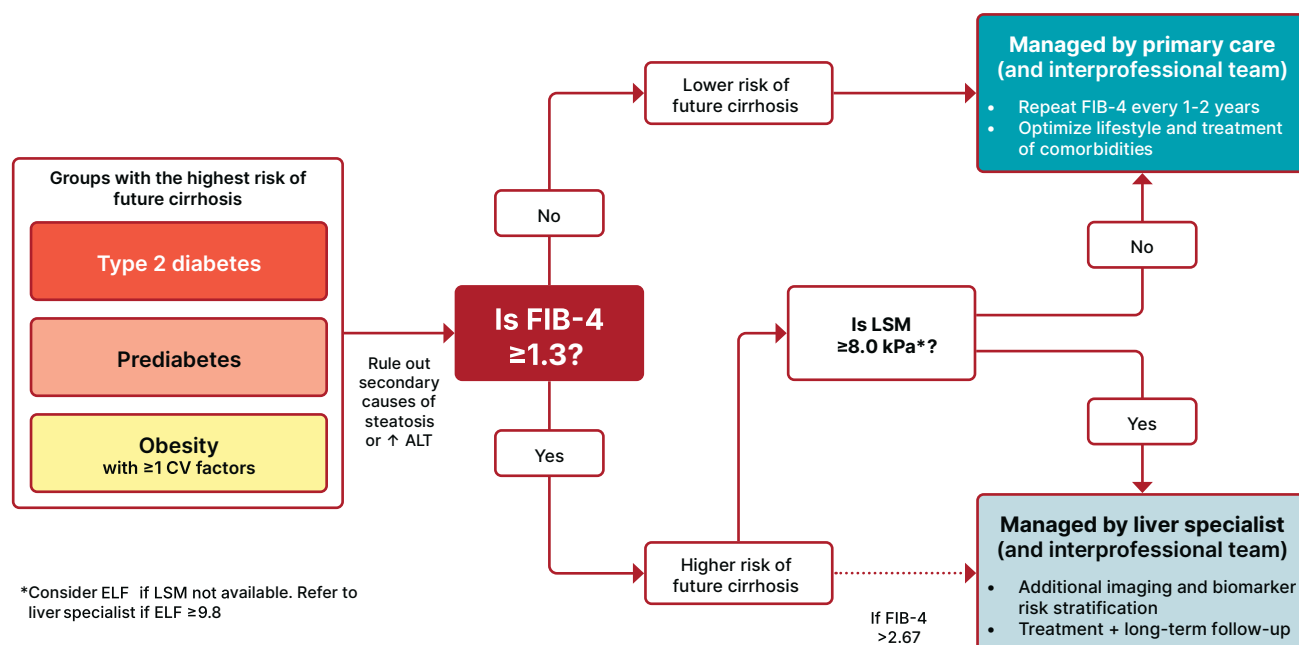 Groups with the highest risk of
future cirrhosis
Type 2 diabetes
Prediabetes
Obesity
with ≥1 CV factors
*Consider ELF if LSM not available. Refer to
liver specialist if ELF ≥9.8
Rule out
secondary
causes of
steatosis
or ↑ ALT
Is FIB-4
≥1.3?
No
Lower risk of
future cirrhosis
Managed by primary care
(and interprofessional team)
• Repeat FIB-4 every 1-2 years
• Optimize lifestyle and treatment
of comorbidities
Yes
Higher risk of
future cirrhosis
Is LSM
≥8.0 kPa*?
No
Yes
If FIB-4
>2.67
Managed by liver specialist
(and interprofessional team)
• Additional imaging and biomarker
risk stratification
• Treatment + long-term follow-up